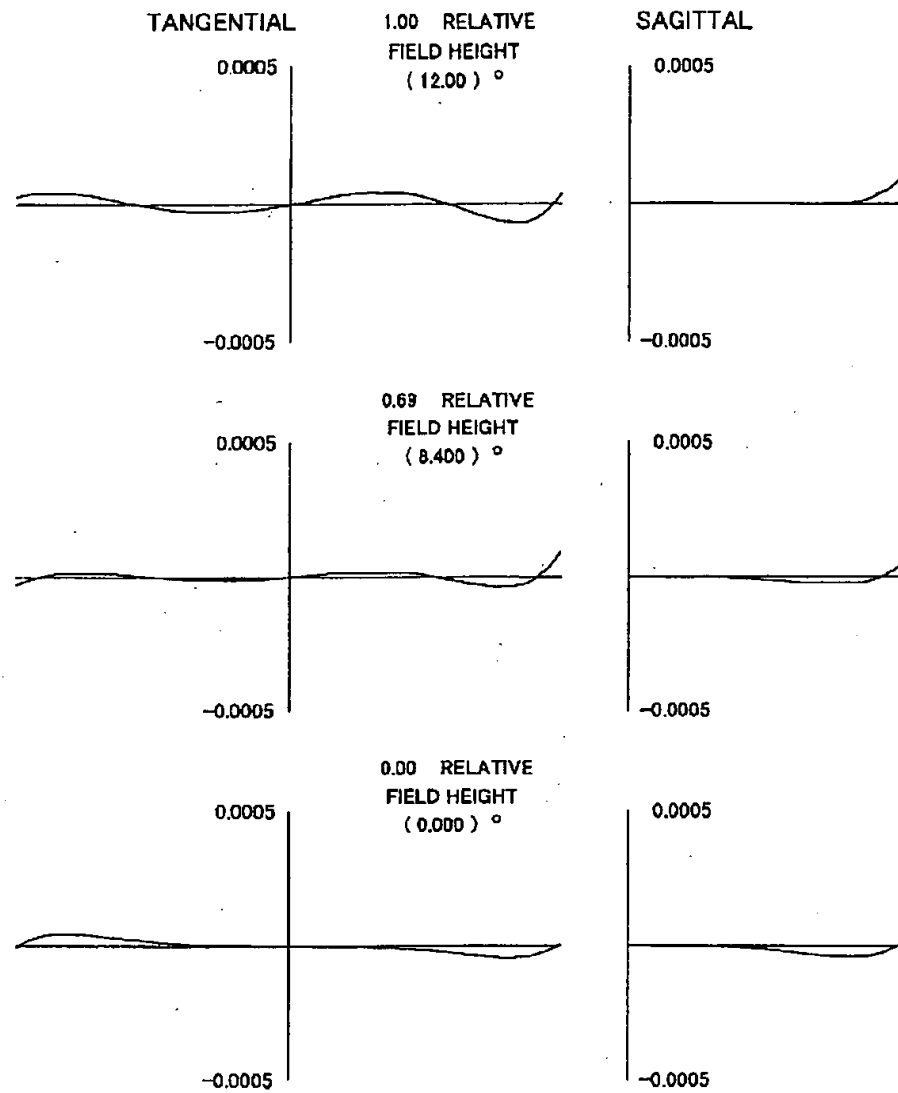 TANGENTIAL
1.00 RELATIVE
FIELD HEIGHT
( 12.00 ) °
SAGITTAL
0.0005
0.0005
-0.0005
-0.0005
0.69 RELATIVE
FIELD HEIGHT
( 8.400 ) °
0.0005
0.0005
-0.0005
-0.0005
0.00 RELATIVE
FIELD HEIGHT
( 0.000 ) °
0.0005
0.0005
-0.0005
-0.0005